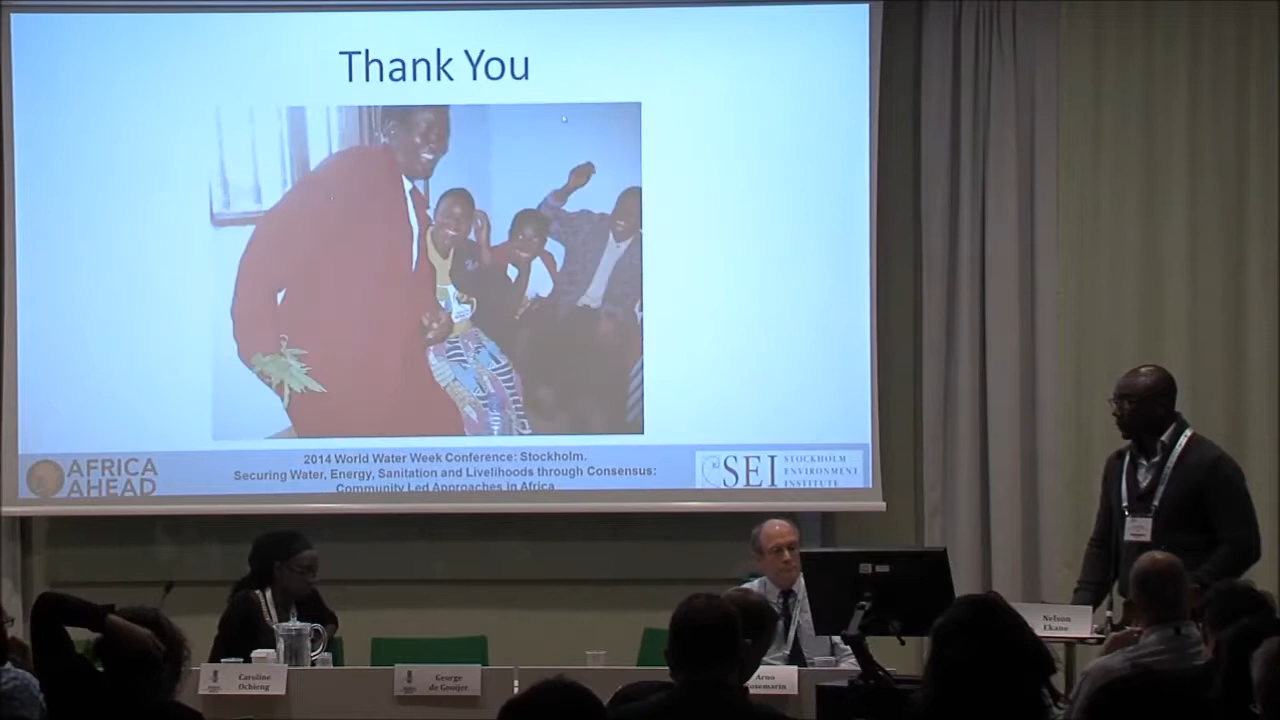 Thank You
AFRICA
AHEAD
2014 World Water Week Conference: Stockholm.
Securing Water, Energy, Sanitation and Livelihoods through Consensus:
Community Led Approaches in Africa
SEI
STOCKHOLM
ENVIRONMENT
INSTITUTE
Caroline
Ochieng
George
de Gooijer
Arno
Rosemarin
Nelson
Ekane